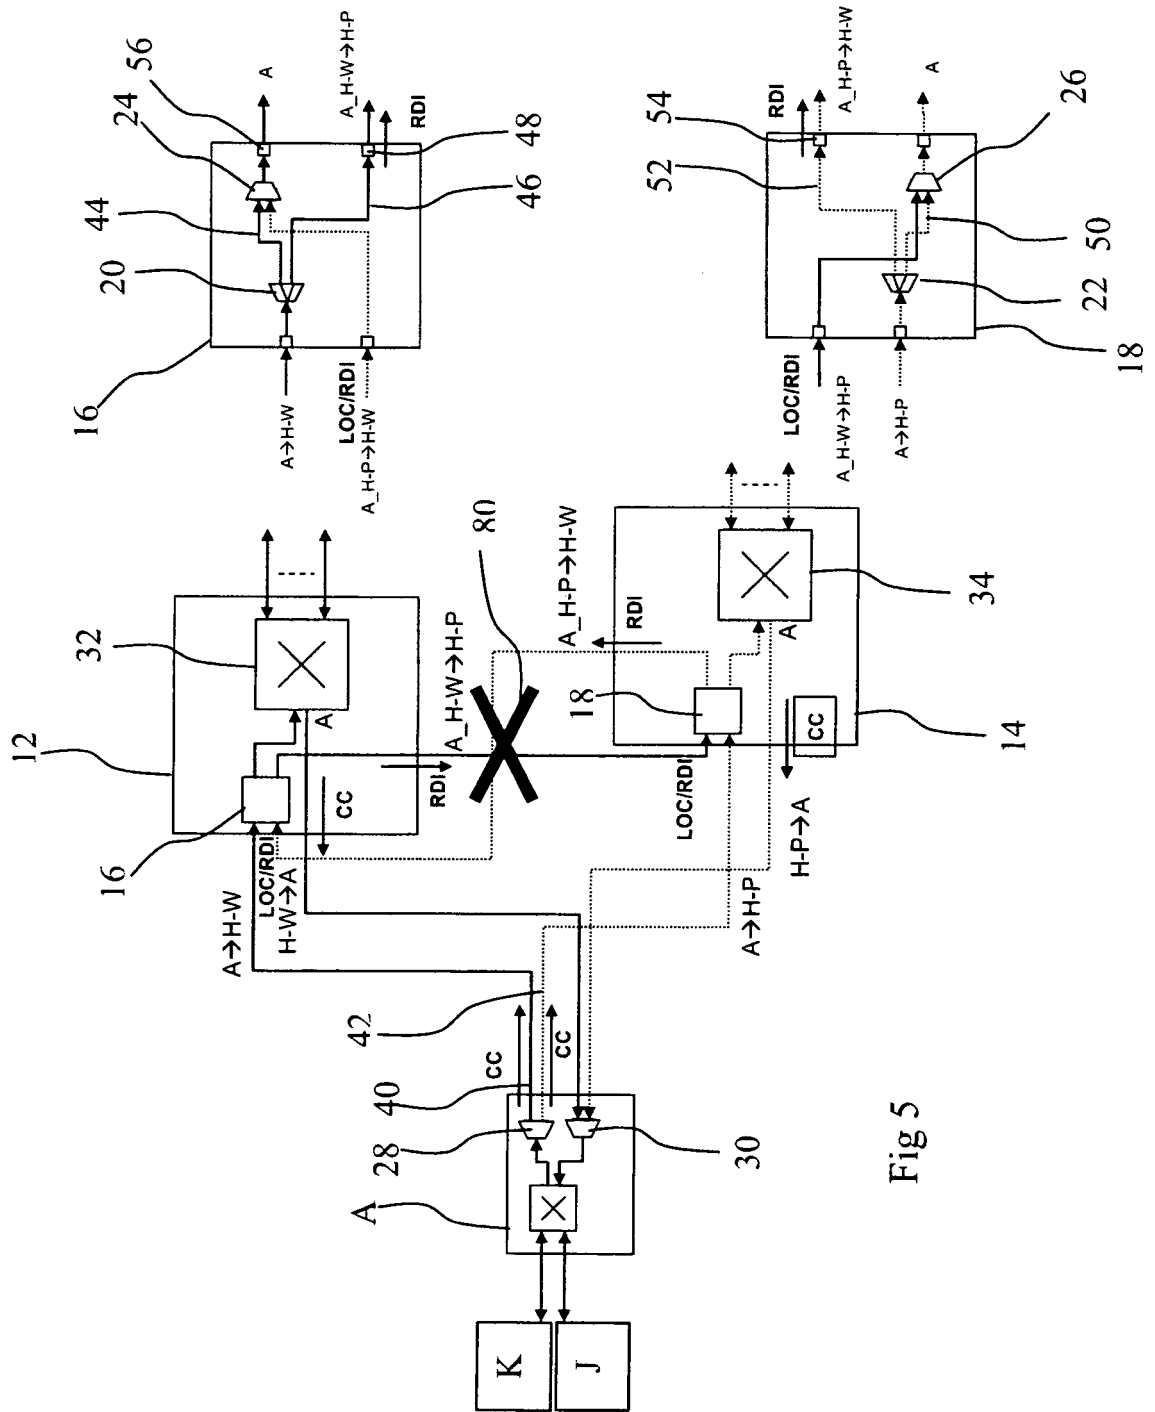 16
20
44
24
56
A
A_H-W→H-P
RDI
48
46
A→H-W
LOC/RDI
A_H-P→H-W
RDI
54
A_H-P→H-W
52
A
26
50
22
18
LOC/RDI
A_H-W→H-P
A→H-P
12
32
A
16
CC
RDI
A_H-W→H-P
80
A_H-P→H-W
RDI
18
34
A
CC
14
LOC/RDI
H-P→A
A→H-W
LOC/RDI
H-W→A
A→H-P
42
CC
CC
40
28
30
A
K
J
Fig 5